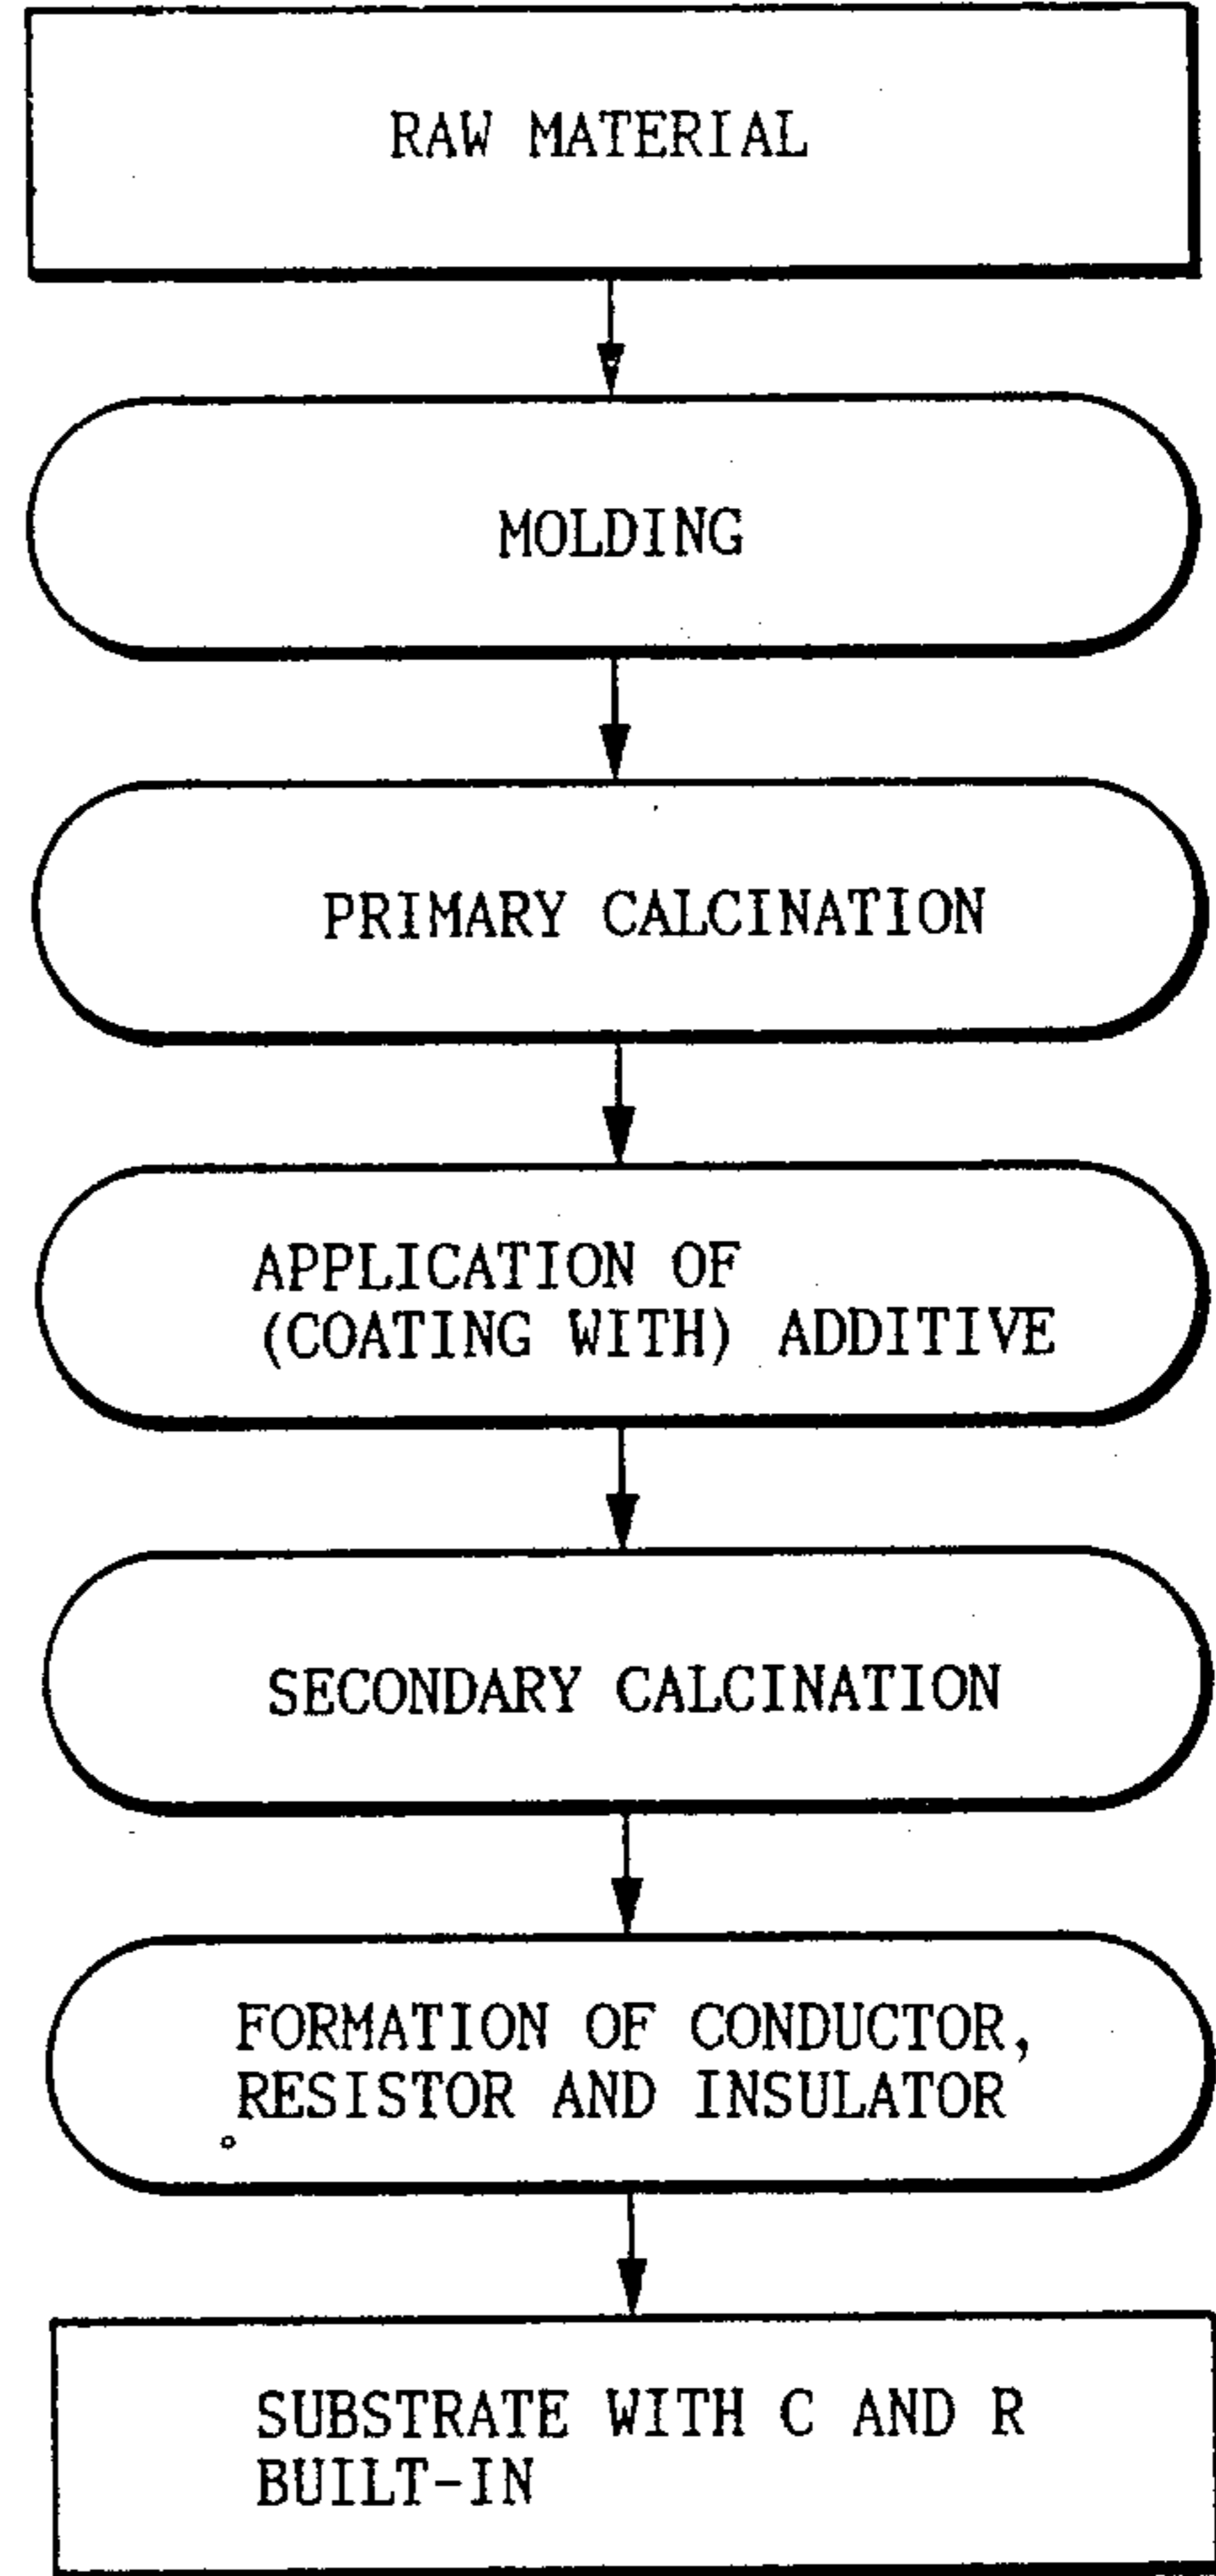 RAW MATERIAL
MOLDING
PRIMARY CALCINATION
APPLICATION OF
(COATING WITH) ADDITIVE
SECONDARY CALCINATION
FORMATION OF CONDUCTOR,
RESISTOR AND INSULATOR
SUBSTRATE WITH C AND R
BUILT-IN